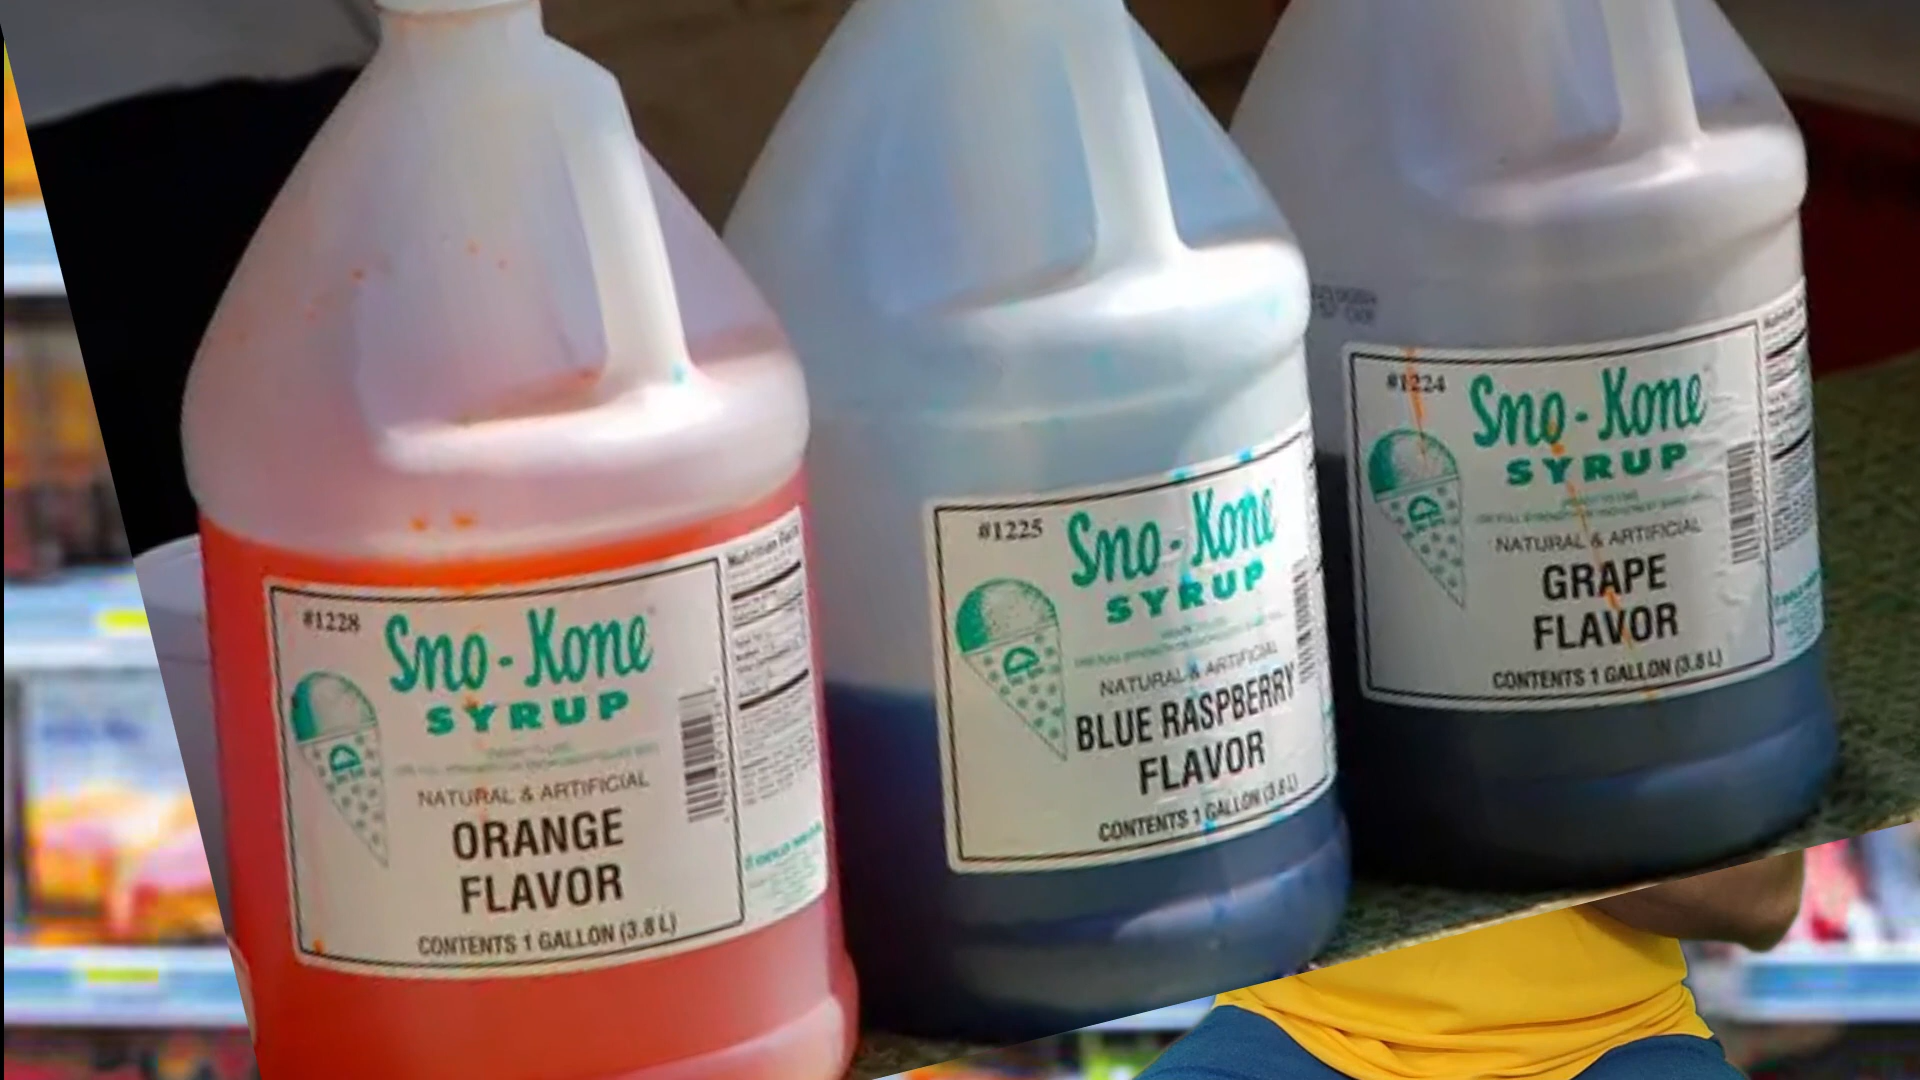 #1228
Sno-Kone
SYRUP
NATURAL & ARTIFICIAL
ORANGE
FLAVOR
CONTENTS 1 GALLON (3.8 L)
Nutrition Facts
#1225
Sno-Kone
SYRUP
NATURAL & ARTIFICIAL
BLUE RASPBERRY
FLAVOR
CONTENTS 1 GALLON (3.8 L)
#1224
Sno-Kone
SYRUP
NATURAL & ARTIFICIAL
GRAPE
FLAVOR
CONTENTS 1 GALLON (3.8 L)